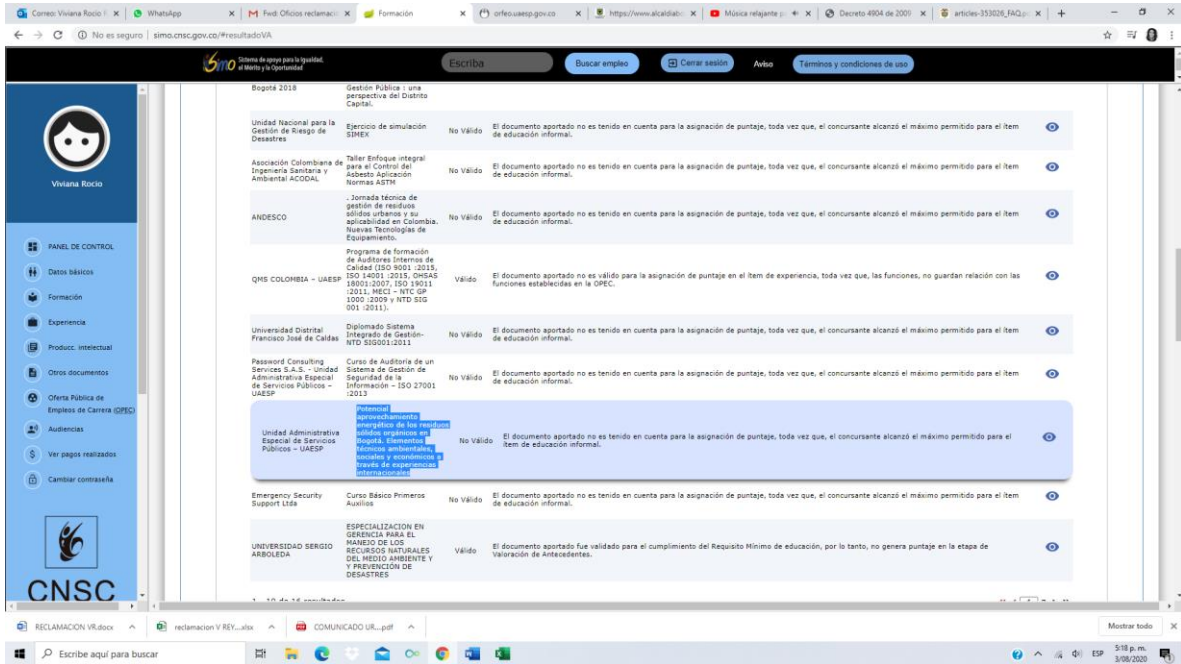 Correo: Viviana Rocio
WhatsApp
Fwd: Oficios reclamaci
Formación
orfeo.uaesp.gov.co
https://www.alcaldiabo
Música relajante p
Decreto 4904 de 2009
articles-353026_FAQ.p
No es seguro | simo.cnsc.gov.co/#resultadoVA
Simo Sistema de apoyo para la Igualdad,
el Mérito y la Oportunidad
Escriba
Buscar empleo
Cerrar sesión
Aviso
Términos y condiciones de uso
Viviana Rocio
PANEL DE CONTROL
Datos básicos
Formación
Experiencia
Producc. intelectual
Otros documentos
Oferta Pública de
Empleos de Carrera (OPEC)
Audiencias
Ver pagos realizados
Cambiar contraseña
CNSC
Bogotá 2018
Gestión Pública : una
perspectiva del Distrito
Capital.
Unidad Nacional para la
Gestión de Riesgo de
Desastres
Ejercicio de simulación
SIMEX
No Válido
El documento aportado no es tenido en cuenta para la asignación de puntaje, toda vez que, el concursante alcanzó el máximo permitido para el ítem
de educación informal.
Asociación Colombiana de
Ingeniería Sanitaria y
Ambiental ACODAL
Taller Enfoque integral
para el Control del
Asbesto Aplicación
Normas ASTM
No Válido
El documento aportado no es tenido en cuenta para la asignación de puntaje, toda vez que, el concursante alcanzó el máximo permitido para el ítem
de educación informal.
ANDESCO
. Jornada técnica de
gestión de residuos
sólidos urbanos y su
aplicabilidad en Colombia.
Nuevas Tecnologías de
Equipamiento.
No Válido
El documento aportado no es tenido en cuenta para la asignación de puntaje, toda vez que, el concursante alcanzó el máximo permitido para el ítem
de educación informal.
QMS COLOMBIA – UAESP
Programa de formación
de Auditores Internos de
Calidad (ISO 9001 :2015,
ISO 14001 :2015, OHSAS
18001:2007, ISO 19011
:2011, MECI – NTC GP
1000 :2009 y NTD SIG
001 :2011).
Válido
El documento aportado no es válido para la asignación de puntaje en el ítem de experiencia, toda vez que, las funciones, no guardan relación con las
funciones establecidas en la OPEC.
Universidad Distrital
Francisco José de Caldas
Diplomado Sistema
Integrado de Gestión-
NTD SIG001:2011
No Válido
El documento aportado no es tenido en cuenta para la asignación de puntaje, toda vez que, el concursante alcanzó el máximo permitido para el ítem
de educación informal.
Password Consulting
Services S.A.S. - Unidad
Administrativa Especial
de Servicios Públicos –
UAESP
Curso de Auditoría de un
Sistema de Gestión de
Seguridad de la
Información – ISO 27001
:2013
No Válido
El documento aportado no es tenido en cuenta para la asignación de puntaje, toda vez que, el concursante alcanzó el máximo permitido para el ítem
de educación informal.
Unidad Administrativa
Especial de Servicios
Públicos – UAESP
Potencial
aprovechamiento
energético de los residuos
sólidos orgánicos en
Bogotá. Elementos
técnicos ambientales,
sociales y económicos a
través de experiencias
internacionales
No Válido
El documento aportado no es tenido en cuenta para la asignación de puntaje, toda vez que, el concursante alcanzó el máximo permitido para el
ítem de educación informal.
Emergency Security
Support Ltda
Curso Básico Primeros
Auxilios
No Válido
El documento aportado no es tenido en cuenta para la asignación de puntaje, toda vez que, el concursante alcanzó el máximo permitido para el ítem
de educación informal.
UNIVERSIDAD SERGIO
ARBOLEDA
ESPECIALIZACION EN
GERENCIA PARA EL
MANEJO DE LOS
RECURSOS NATURALES
DEL MEDIO AMBIENTE Y
Y PREVENCIÓN DE
DESASTRES
Válido
El documento aportado fue validado para el cumplimiento del Requisito Mínimo de educación, por lo tanto, no genera puntaje en la etapa de
Valoración de Antecedentes.
1 - 10 de 16 resultados
RECLAMACION VR.docx
reclamacion V REY....xlsx
COMUNICADO UR....pdf
Mostrar todo
Escribe aquí para buscar
ESP
5:18 p. m.
3/08/2020